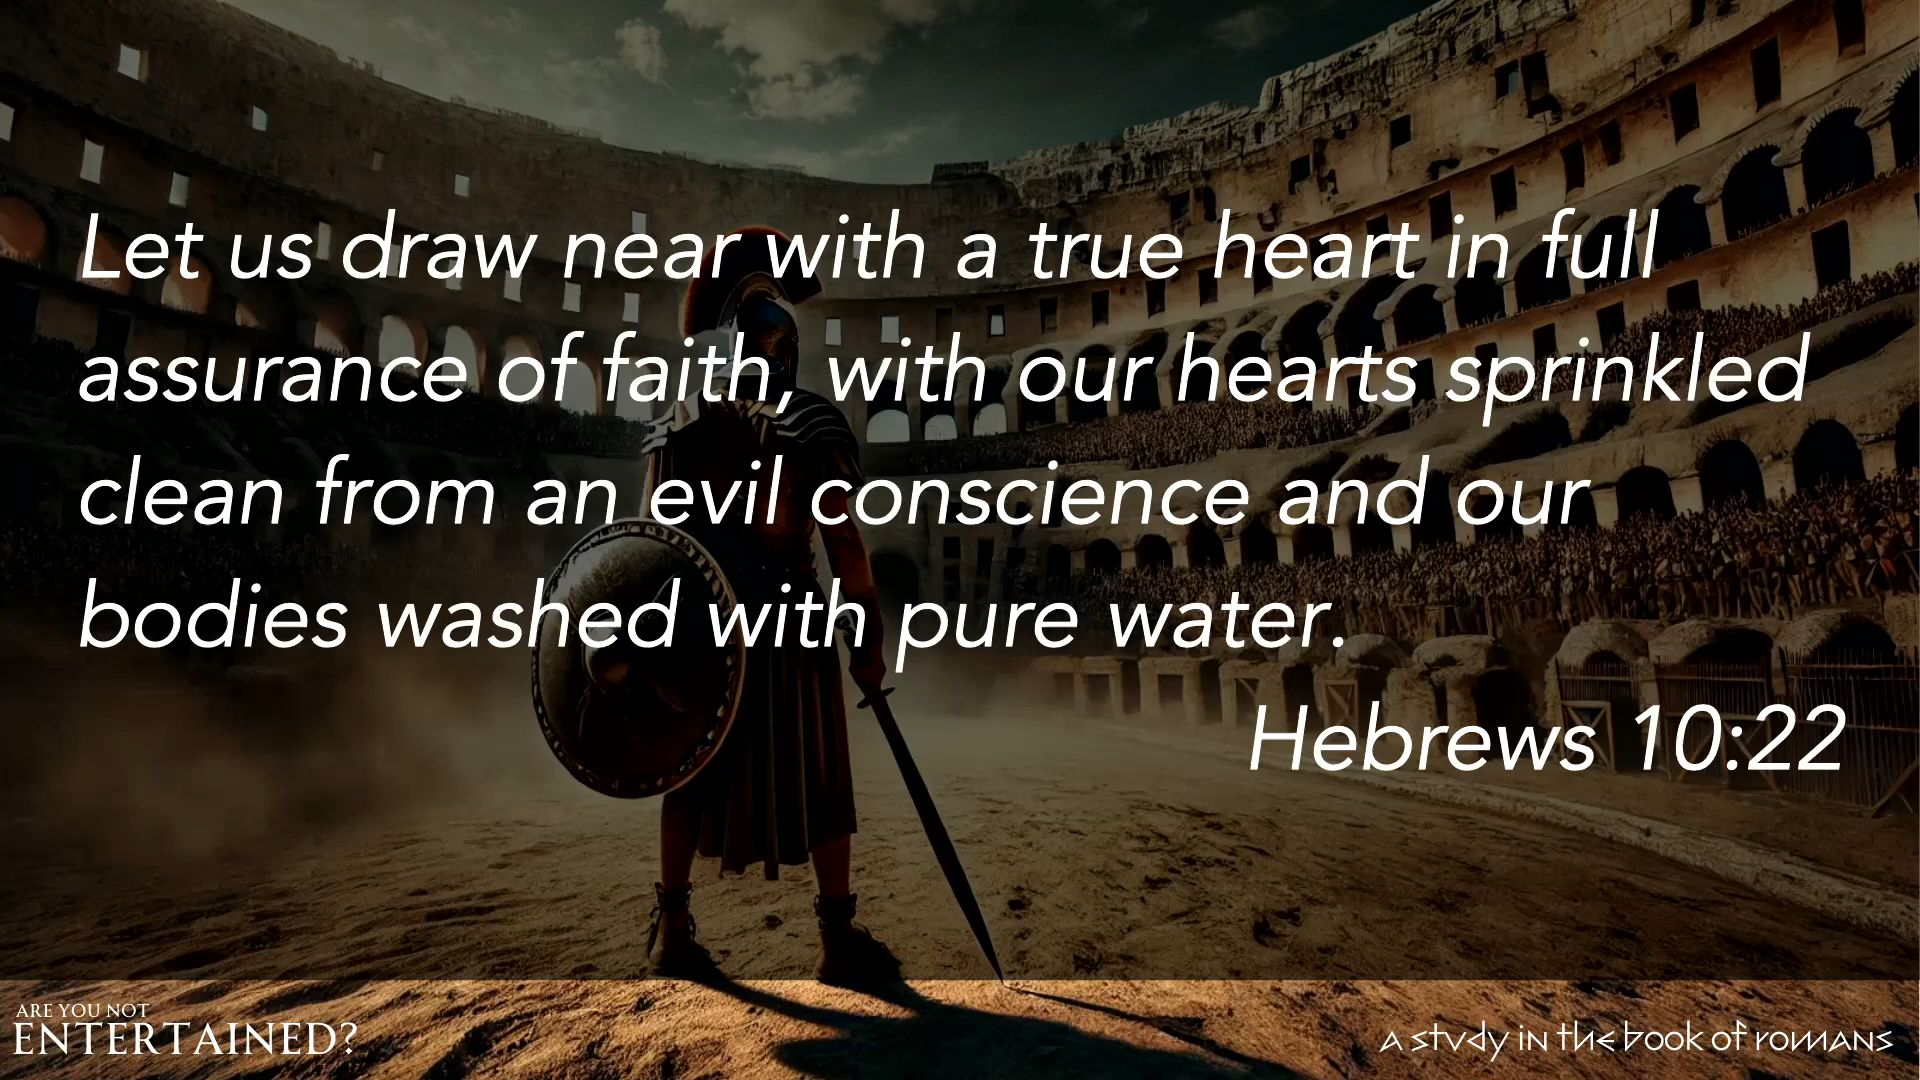 Let us draw near with a true heart in full
assurance of faith, with our hearts sprinkled
clean from an evil conscience and our
bodies washed with pure water.
Hebrews 10:22
ARE YOU NOT
ENTERTAINED?
A study in the book of romans